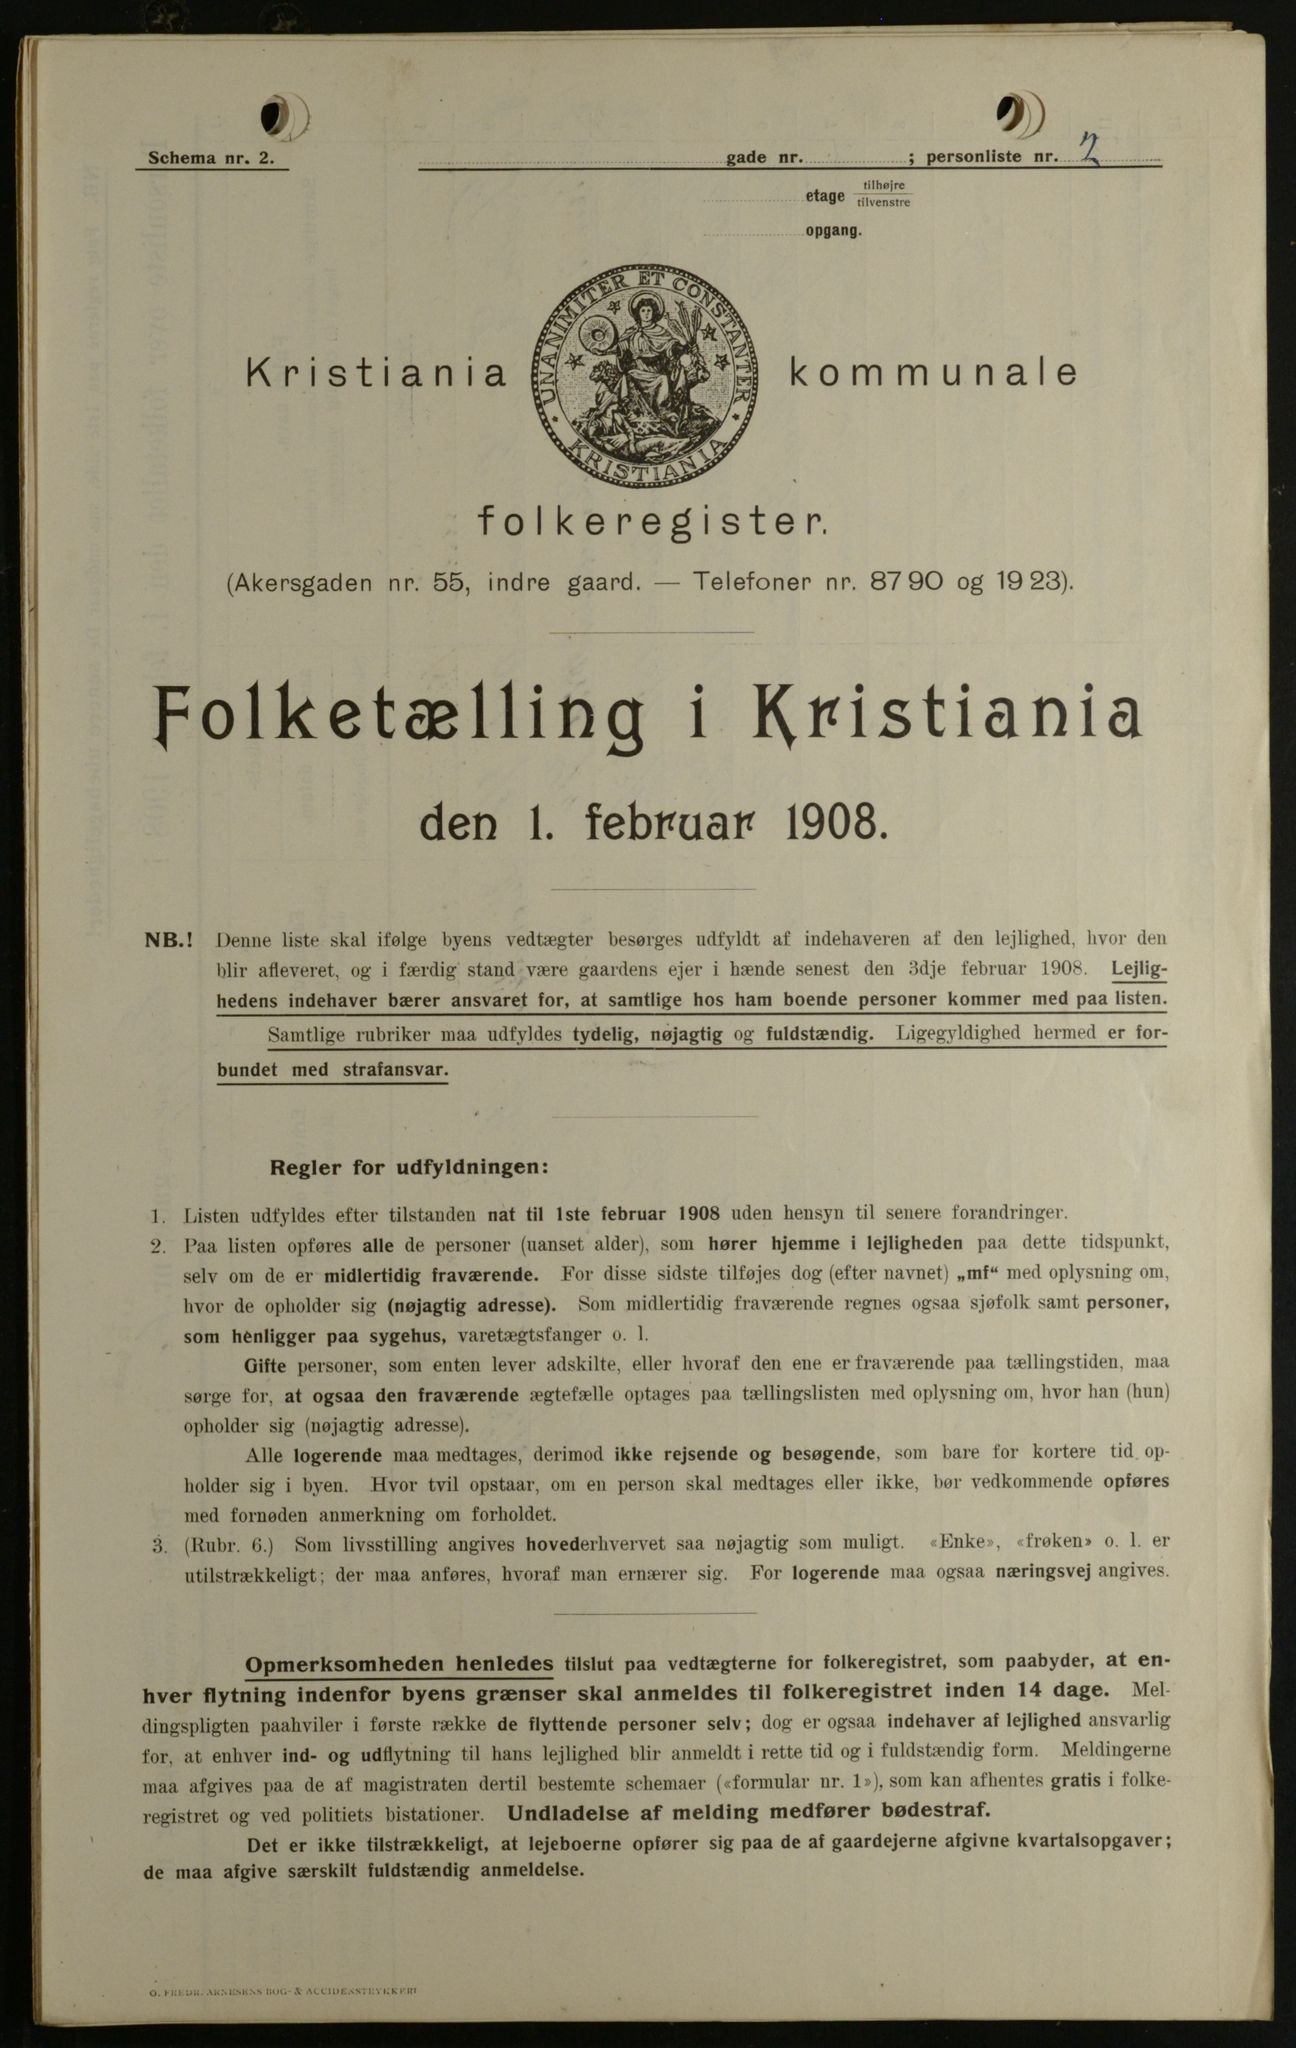 Schema nr. 2. gade nr. ; personliste nr. 2
etage tilhøjre
tilvenstre
opgang.
UNANIMITER ET CONSTANTER
KRISTIANIA
Kristiania kommunale
folkeregister.
(Akersgaden nr. 55, indre gaard. — Telefoner nr. 8790 og 1923).
Folketælling i Kristiania
den 1. februar 1908.
NB.! Denne liste skal ifølge byens vedtægter besørges udfyldt af indehaveren af den lejlighed, hvor den
blir afleveret, og i færdig stand være gaardens ejer i hænde senest den 3dje februar 1908. Lejlig-
hedens indehaver bærer ansvaret for, at samtlige hos ham boende personer kommer med paa listen.
Samtlige rubriker maa udfyldes tydelig, nøjagtig og fuldstændig. Ligegyldighed hermed er for-
bundet med strafansvar.
Regler for udfyldningen:
1. Listen udfyldes efter tilstanden nat til 1ste februar 1908 uden hensyn til senere forandringer.
2. Paa listen opføres alle de personer (uanset alder), som hører hjemme i lejligheden paa dette tidspunkt,
selv om de er midlertidig fraværende. For disse sidste tilføjes dog (efter navnet) „mf“ med oplysning om,
hvor de opholder sig (nøjagtig adresse). Som midlertidig fraværende regnes ogsaa sjøfolk samt personer,
som henligger paa sygehus, varetægtsfanger o. l.
Gifte personer, som enten lever adskilte, eller hvoraf den ene er fraværende paa tællingstiden, maa
sørge for, at ogsaa den fraværende ægtefælle optages paa tællingslisten med oplysning om, hvor han (hun)
opholder sig (nøjagtig adresse).
Alle logerende maa medtages, derimod ikke rejsende og besøgende, som bare for kortere tid op-
holder sig i byen. Hvor tvil opstaar, om en person skal medtages eller ikke, bør vedkommende opføres
med fornøden anmerkning om forholdet.
3. (Rubr. 6.) Som livsstilling angives hovederhvervet saa nøjagtig som muligt. «Enke», «frøken» o. l. er
utilstrækkeligt; der maa anføres, hvoraf man ernærer sig. For logerende maa ogsaa næringsvej angives.
Opmerksomheden henledes tilslut paa vedtægterne for folkeregistret, som paabyder, at en-
hver flytning indenfor byens grænser skal anmeldes til folkeregistret inden 14 dage. Mel-
dingspligten paahviler i første række de flyttende personer selv; dog er ogsaa indehaver af lejlighed ansvarlig
for, at enhver ind- og udflytning til hans lejlighed blir anmeldt i rette tid og i fuldstændig form. Meldingerne
maa afgives paa de af magistraten dertil bestemte schemaer («formular nr. 1»), som kan afhentes gratis i folke-
registret og ved politiets bistationer. Undladelse af melding medfører bødestraf.
Det er ikke tilstrækkeligt, at lejeboerne opfører sig paa de af gaardejerne afgivne kvartalsopgaver;
de maa afgive særskilt fuldstændig anmeldelse.
O. FREDR. ARNESENS BOG- & ACCIDENSTRYKKERI